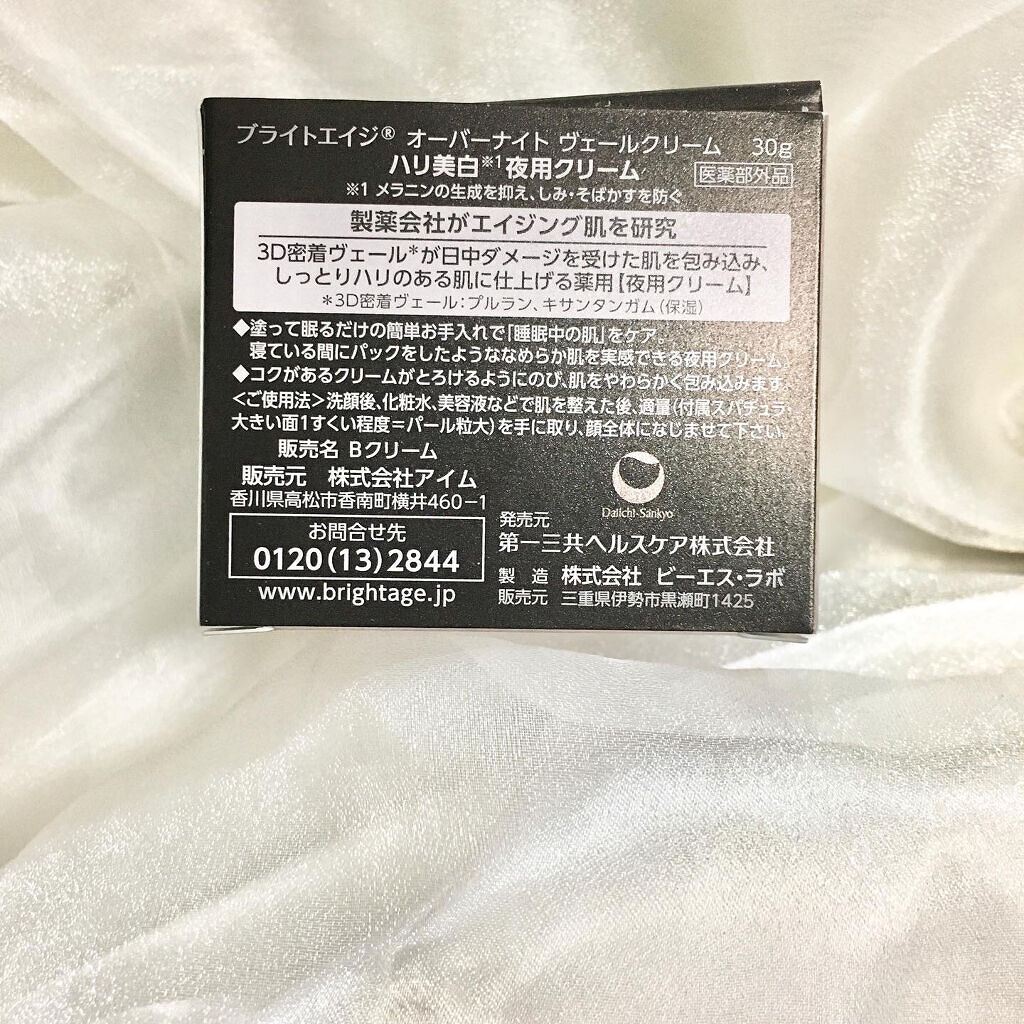 ブライトエイジ® オーバーナイト ヴェールクリーム 30g
ハリ美白※1夜用クリーム 医薬部外品
※1 メラニンの生成を抑え、しみ・そばかすを防ぐ
製薬会社がエイジング肌を研究
3D密着ヴェール*が日中ダメージを受けた肌を包み込み、
しっとりハリのある肌に仕上げる薬用【夜用クリーム】
*3D密着ヴェール:プルラン、キサンタンガム(保湿)
◆塗って眠るだけの簡単お手入れで「睡眠中の肌」をケア。
寝ている間にパックをしたようななめらか肌を実感できる夜用クリーム。
◆コクがあるクリームがとろけるようにのび、肌をやわらかく包み込みます。
<ご使用法>洗顔後、化粧水、美容液などで肌を整えた後、適量(付属スパチュラ・
大きい面1すくい程度=パール粒大)を手に取り、顔全体になじませて下さい。
販売名 Bクリーム
販売元 株式会社アイム
香川県高松市香南町横井460-1
お問合せ先
0120(13)2844
www.brightage.jp
Daiichi-Sankyo
発売元
第一三共ヘルスケア株式会社
製造 株式会社 ビーエス・ラボ
販売元 三重県伊勢市黒瀬町1425